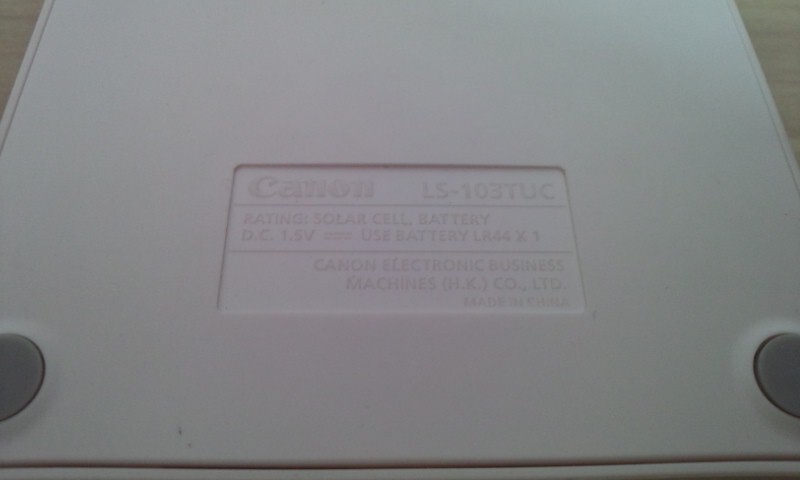 Canon LS-103TUC
RATING: SOLAR CELL, BATTERY
D.C. 1.5V ⎓ USE BATTERY LR44 X 1
CANON ELECTRONIC BUSINESS
MACHINES (H.K.) CO., LTD.
MADE IN CHINA